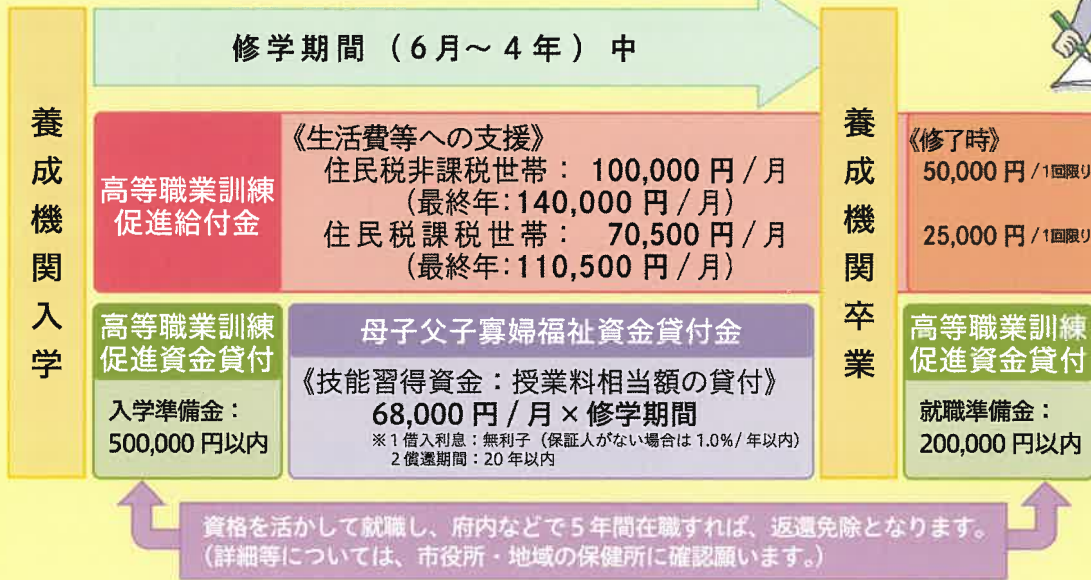 修学期間（6月～4年）中
養成機関入学
高等職業訓練
促進給付金
《生活費等への支援》
住民税非課税世帯： 100,000円/月
（最終年：140,000円/月）
住民税課税世帯： 70,500円/月
（最終年：110,500円/月）
養成機関卒業
《修了時》
50,000円/1回限り
25,000円/1回限り
高等職業訓練
促進資金貸付
入学準備金：
500,000円以内
母子父子寡婦福祉資金貸付金
《技能習得資金：授業料相当額の貸付》
68,000円/月×修学期間
※1借入利息：無利子（保証人がない場合は1.0%/年以内）
2償還期間：20年以内
高等職業訓練
促進資金貸付
就職準備金：
200,000円以内
資格を活かして就職し、府内などで5年間在職すれば、返還免除となります。
（詳細等については、市役所・地域の保健所に確認願います。）